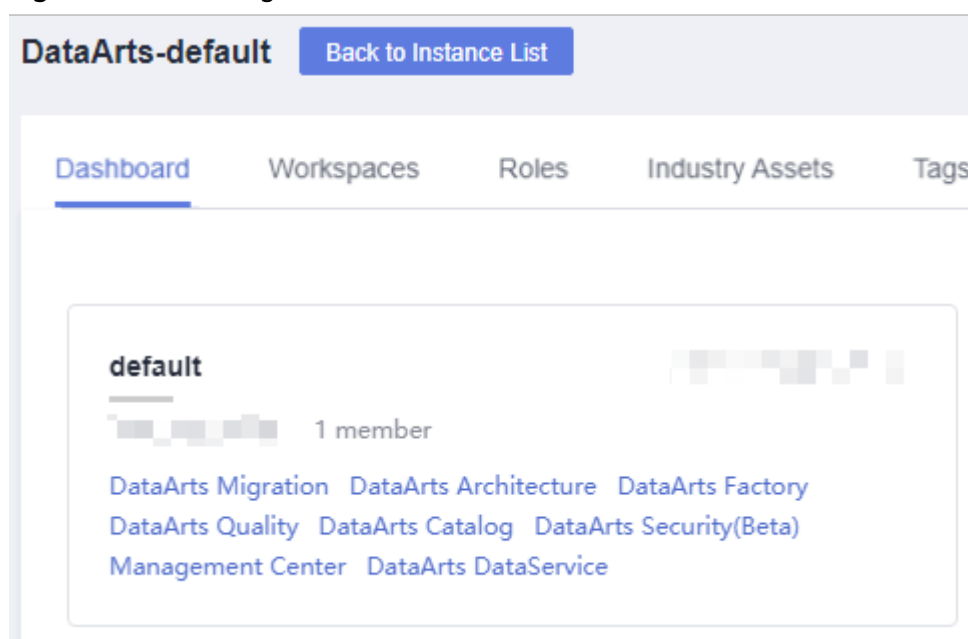 DataArts-default Back to Instance List
Dashboard Workspaces Roles Industry Assets Tags
default
1 member
DataArts Migration DataArts Architecture DataArts Factory
DataArts Quality DataArts Catalog DataArts Security(Beta)
Management Center DataArts DataService